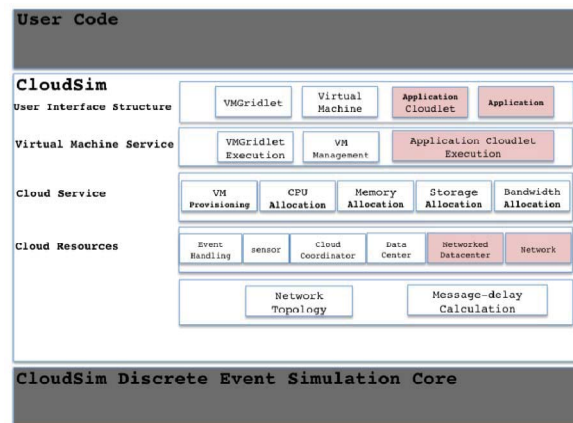 User Code
CloudSim
User Interface Structure
VMGridlet
Virtual
Machine
Application
Cloudlet
Application
Virtual Machine Service
VMGridlet
Execution
VM
Management
Application Cloudlet
Execution
Cloud Service
VM
Provisioning
CPU
Allocation
Memory
Allocation
Storage
Allocation
Bandwidth
Allocation
Cloud Resources
Event
Handling
sensor
Cloud
Coordinator
Data
Center
Networked
Datacenter
Network
Network
Topology
Message-delay
Calculation
CloudSim Discrete Event Simulation Core